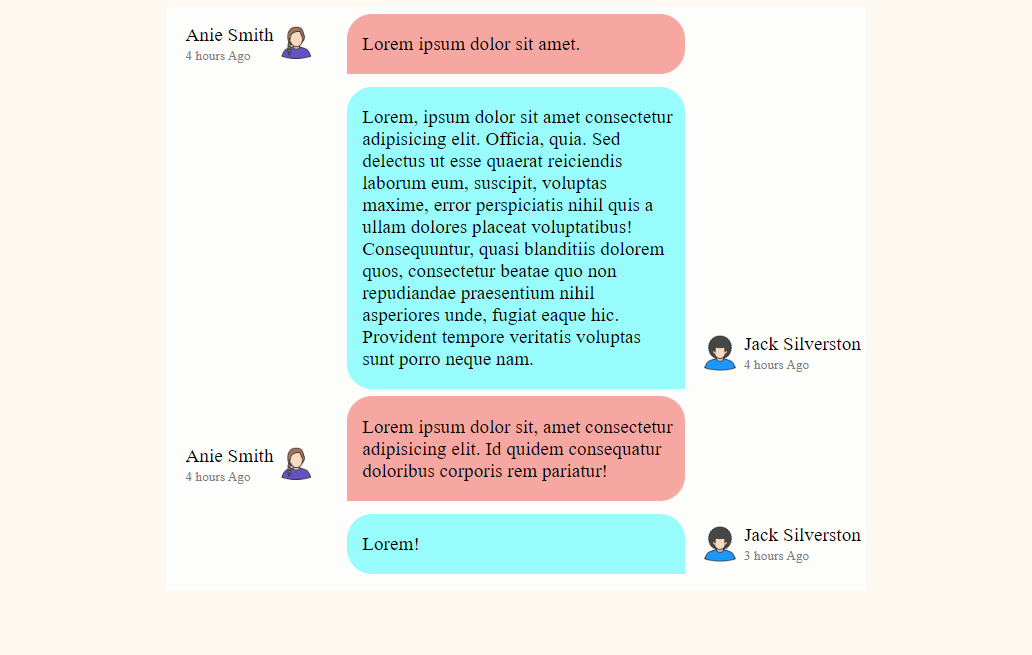 Anie Smith
4 hours Ago
Lorem ipsum dolor sit amet.
Lorem, ipsum dolor sit amet consectetur
adipisicing elit. Officia, quia. Sed
delectus ut esse quaerat reiciendis
laborum eum, suscipit, voluptas
maxime, error perspiciatis nihil quis a
ullam dolores placeat voluptatibus!
Consequuntur, quasi blanditiis dolorem
quos, consectetur beatae quo non
repudiandae praesentium nihil
asperiores unde, fugiat eaque hic.
Provident tempore veritatis voluptas
sunt porro neque nam.
Jack Silverston
4 hours Ago
Anie Smith
4 hours Ago
Lorem ipsum dolor sit, amet consectetur
adipisicing elit. Id quidem consequatur
doloribus corporis rem pariatur!
Lorem!
Jack Silverston
3 hours Ago